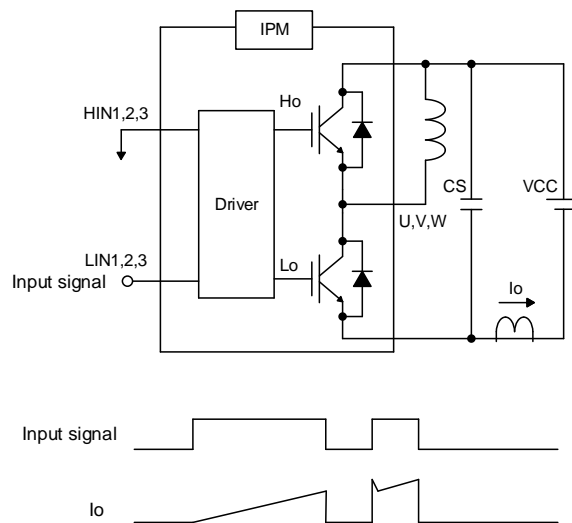 IPM
Ho
HIN1,2,3
Driver
CS
VCC
U,V,W
LIN1,2,3
Lo
Input signal
Io
Input signal
Io